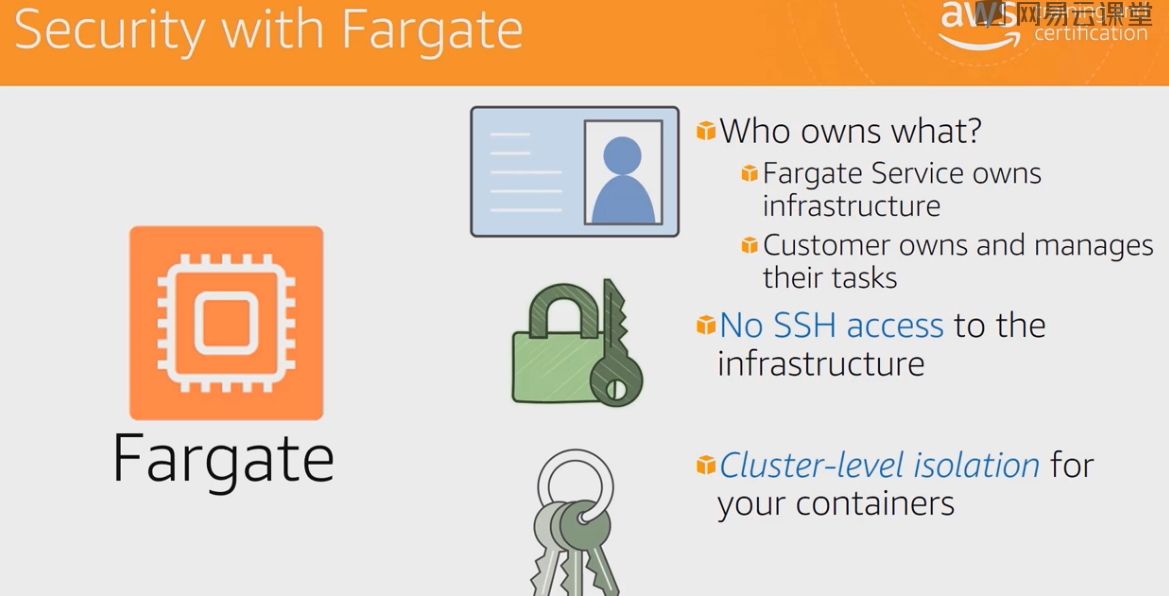 Security with Fargate
aws
网易云课堂
training and
certification
Who owns what?
Fargate Service owns
infrastructure
Customer owns and manages
their tasks
No SSH access to the
infrastructure
Fargate
Cluster-level isolation for
your containers